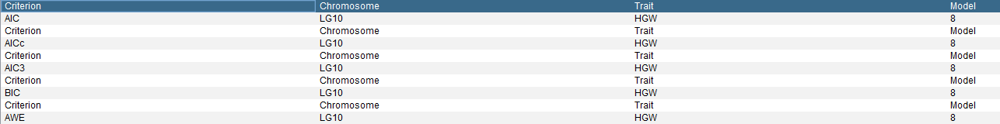 Criterion Chromosome Trait Model
AIC LG10 HGW 8
Criterion Chromosome Trait Model
AICc LG10 HGW 8
Criterion Chromosome Trait Model
AIC3 LG10 HGW 8
Criterion Chromosome Trait Model
BIC LG10 HGW 8
Criterion Chromosome Trait Model
AWE LG10 HGW 8